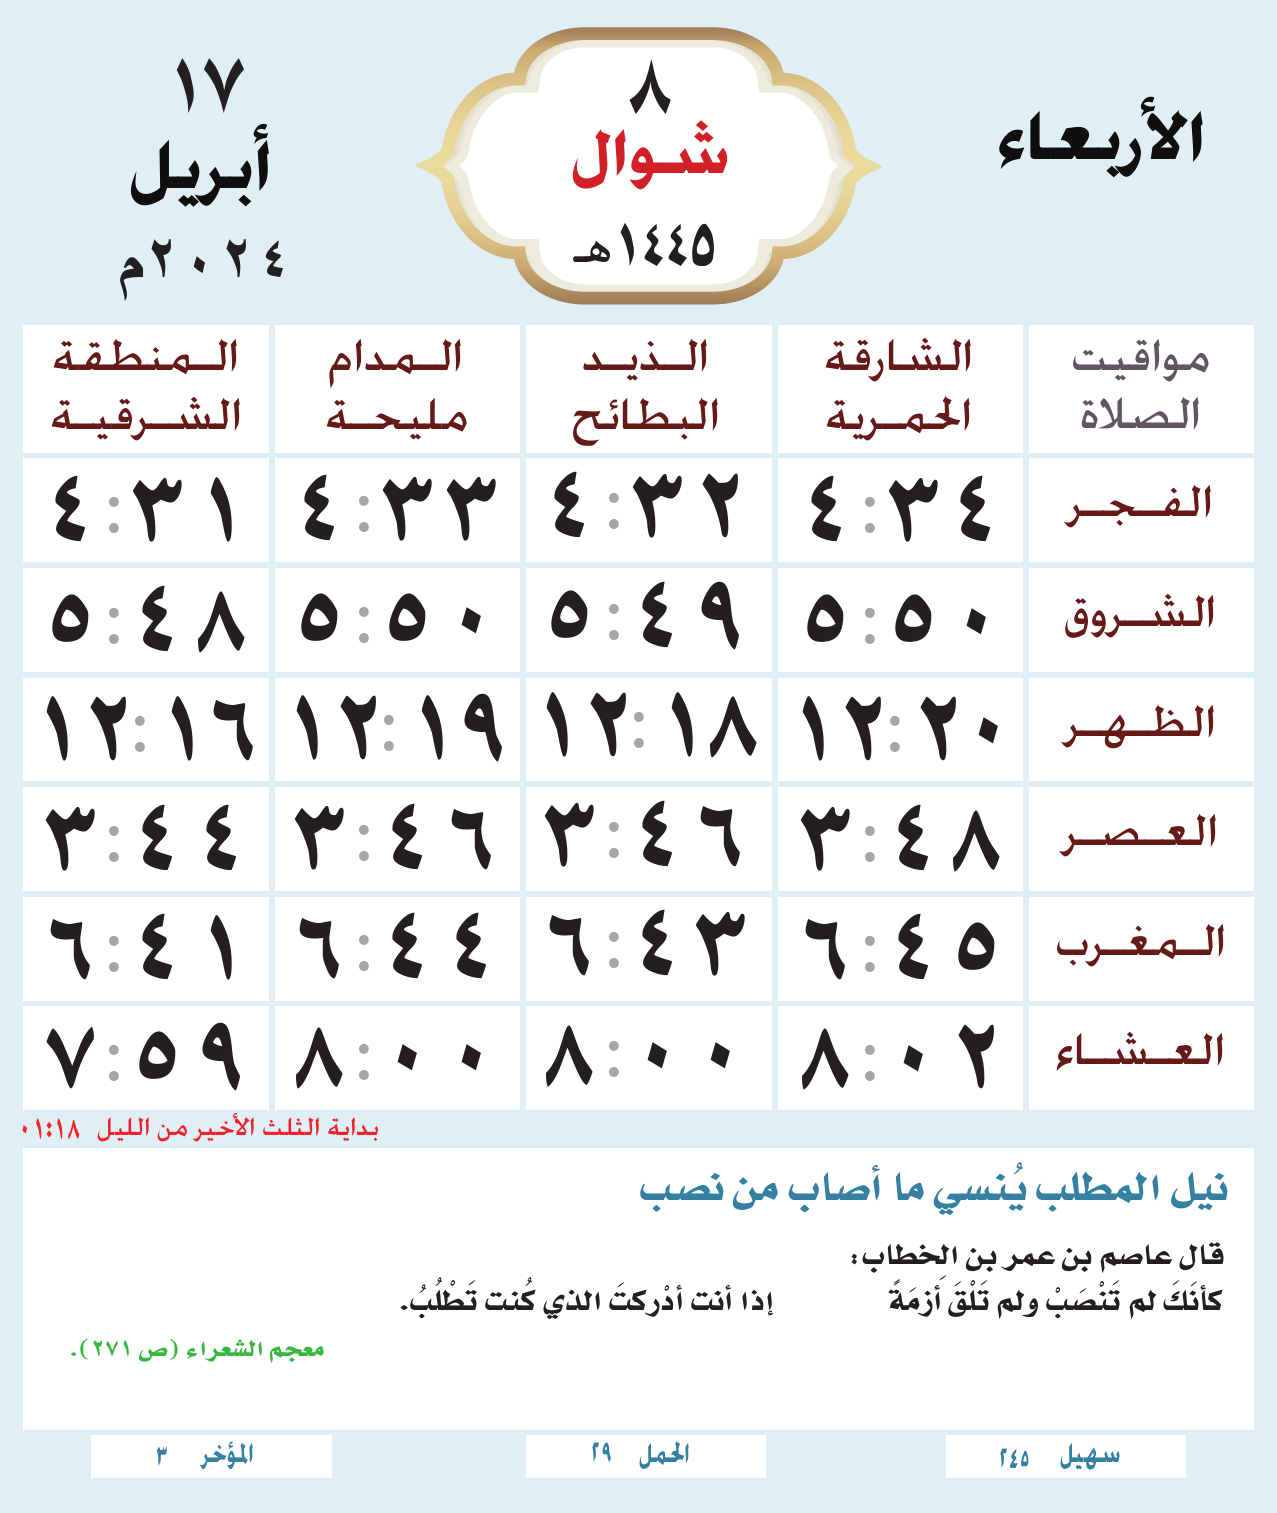 الأربعاء
٨
شوال
١٤٤٥هـ
١٧
أبريل
٢٠٢٤م
مواقيت الصلاة
الشارقة الحمرية
الذيد البطائح
المدام مليحة
المنطقة الشرقية
الفجر ٤:٣٤ ٤:٣٢ ٤:٣٣ ٤:٣١
الشروق ٥:٥٠ ٥:٤٩ ٥:٥٠ ٥:٤٨
الظهر ١٢:٢٠ ١٢:١٨ ١٢:١٩ ١٢:١٦
العصر ٣:٤٨ ٣:٤٦ ٣:٤٦ ٣:٤٤
المغرب ٦:٤٥ ٦:٤٣ ٦:٤٤ ٦:٤١
العشاء ٨:٠٢ ٨:٠٠ ٨:٠٠ ٧:٥٩
بداية الثلث الأخير من الليل ٠١:١٨
نيل المطلب يُنسي ما أصاب من نصب
قال عاصم بن عمر بن الخطاب:
كأنَكَ لم تَنْصَبْ ولم تَلْقَ أَزمَةً إذا أنت أدْركتَ الذي كُنت تَطْلُبُ.
معجم الشعراء (ص ٢٧١).
سهيل ٢٤٥
الحمل ٢٩
المؤخر ٣